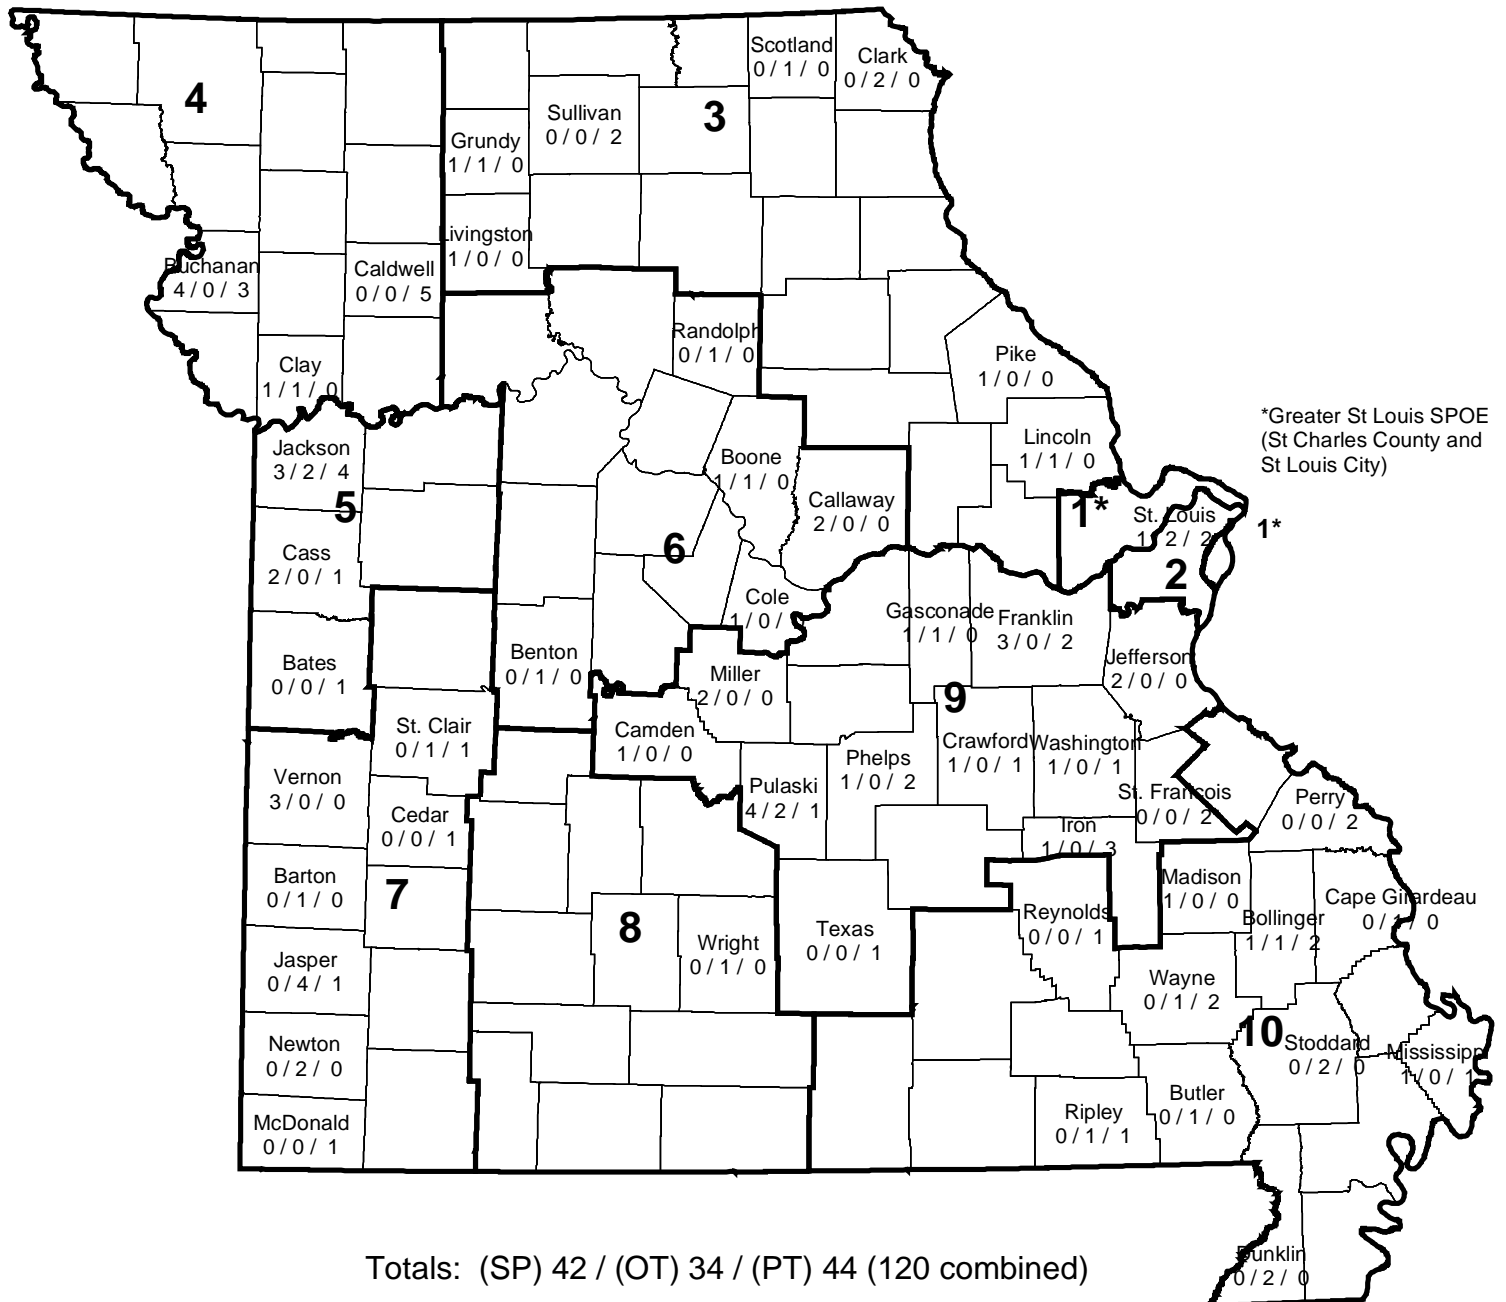 Scotland
0 / 1 / 0
Clark
0 / 2 / 0
4
3
Sullivan
0 / 0 / 2
Grundy
1 / 1 / 0
Livingston
1 / 0 / 0
Buchanan
4 / 0 / 3
Caldwell
0 / 0 / 5
Randolph
0 / 1 / 0
Clay
1 / 1 / 0
Pike
1 / 0 / 0
*Greater St Louis SPOE
(St Charles County and
St Louis City)
Jackson
3 / 2 / 4
5
Boone
1 / 1 / 0
Lincoln
1 / 1 / 0
Callaway
2 / 0 / 0
1*
St. Louis
1 / 2 / 2
1*
2
Cass
2 / 0 / 1
6
Cole
1 / 0 /
Gasconade
1 / 1 / 0
Franklin
3 / 0 / 2
Bates
0 / 0 / 1
Benton
0 / 1 / 0
Miller
2 / 0 / 0
Jefferson
2 / 0 / 0
9
St. Clair
0 / 1 / 1
Camden
1 / 0 / 0
Crawford
1 / 0 / 1
Washington
1 / 0 / 1
Phelps
1 / 0 / 2
Vernon
3 / 0 / 0
Pulaski
4 / 2 / 1
St. Francois
0 / 0 / 2
Perry
0 / 0 / 2
Cedar
0 / 0 / 1
Iron
1 / 0 / 3
Barton
0 / 1 / 0
7
Madison
1 / 0 / 0
Cape Girardeau
0 / 1 / 0
Reynolds
0 / 0 / 1
Bollinger
1 / 1 / 2
8
Wright
0 / 1 / 0
Texas
0 / 0 / 1
Jasper
0 / 4 / 1
Wayne
0 / 1 / 2
10
Stoddard
0 / 2 / 0
Mississipp
1 / 0 / 1
Newton
0 / 2 / 0
Butler
0 / 1 / 0
McDonald
0 / 0 / 1
Ripley
0 / 1 / 1
Dunklin
0 / 2 / 0
Totals: (SP) 42 / (OT) 34 / (PT) 44 (120 combined)